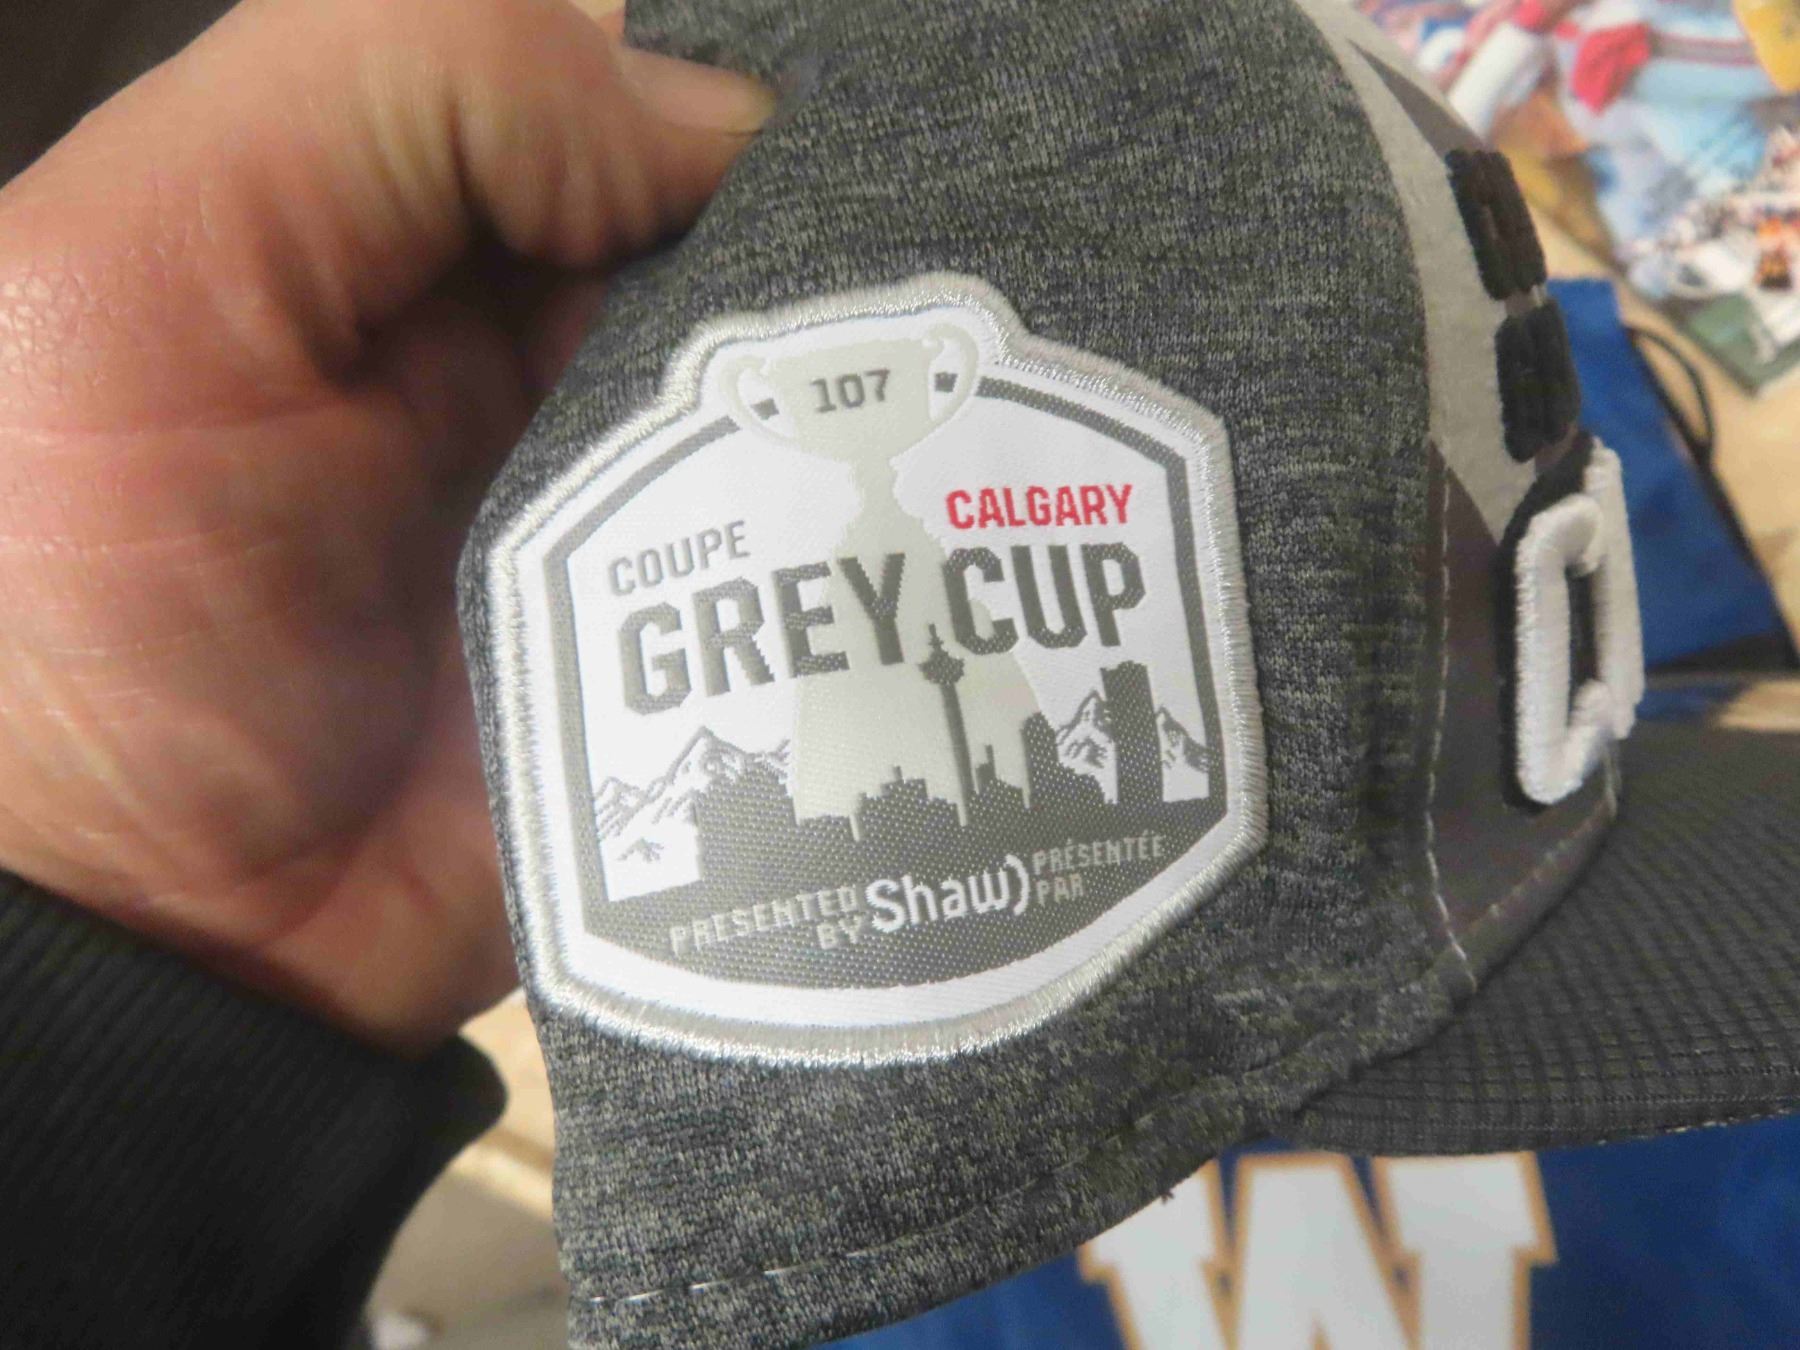 107
CALGARY
COUPE
GREY CUP
PRESENTED BY Shaw) PRÉSENTÉE PAR
W